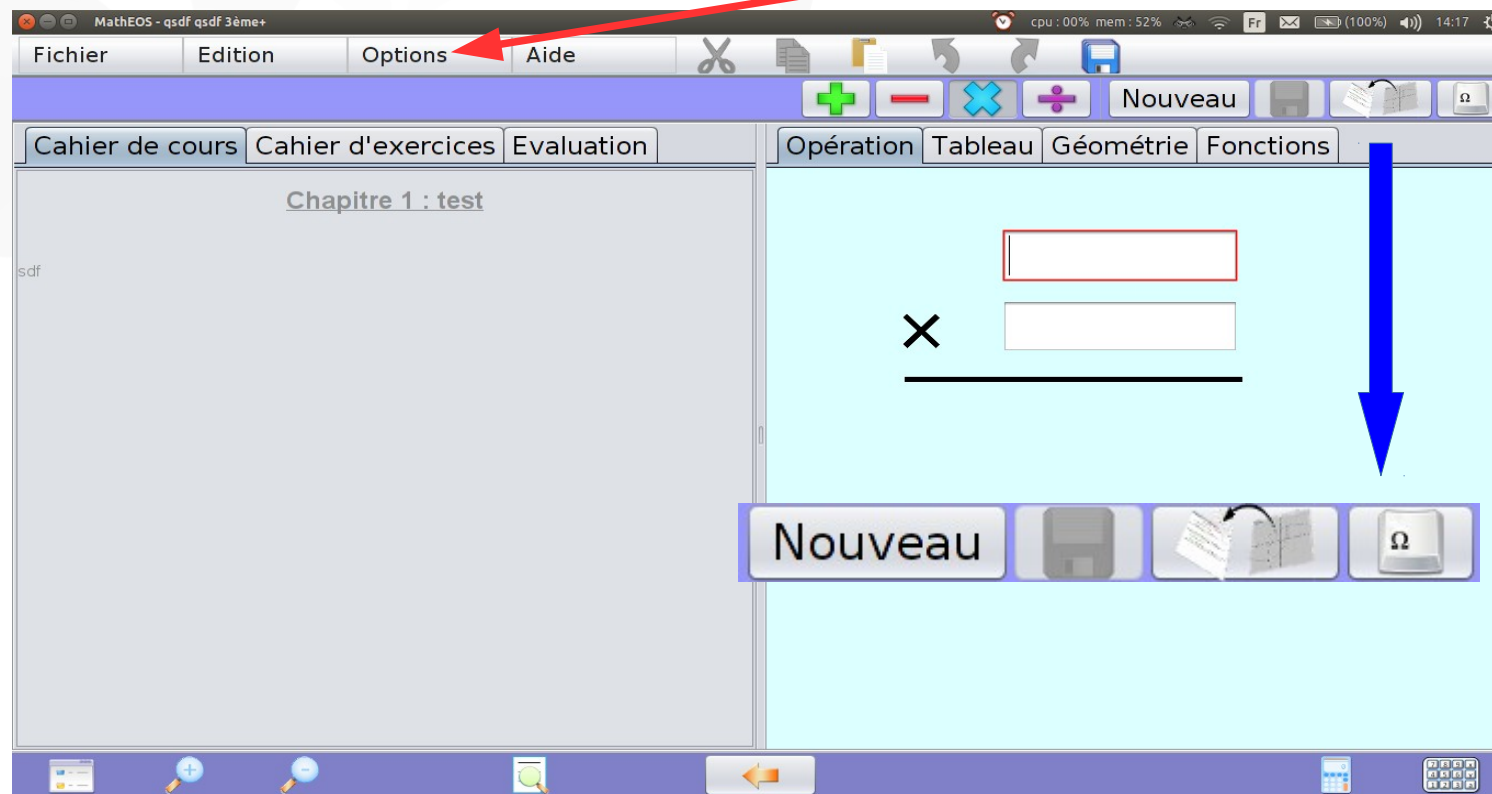 MathEOS - qsdf qsdf 3ème+ cpu : 00% mem : 52% Fr (100%) 14:17
Fichier Edition Options Aide
Nouveau Ω
Cahier de cours Cahier d'exercices Evaluation Opération Tableau Géométrie Fonctions
Chapitre 1 : test
sdf
×
Nouveau Ω